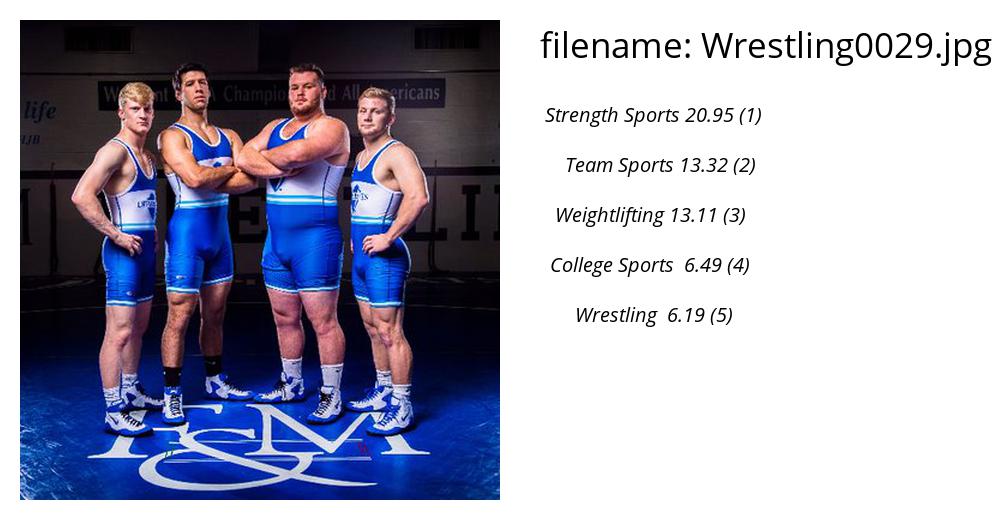 filename: Wrestling0029.jpg
Strength Sports 20.95 (1)
Team Sports 13.32 (2)
Weightlifting 13.11 (3)
College Sports 6.49 (4)
Wrestling 6.19 (5)
life
HJB
All Americans
F&M